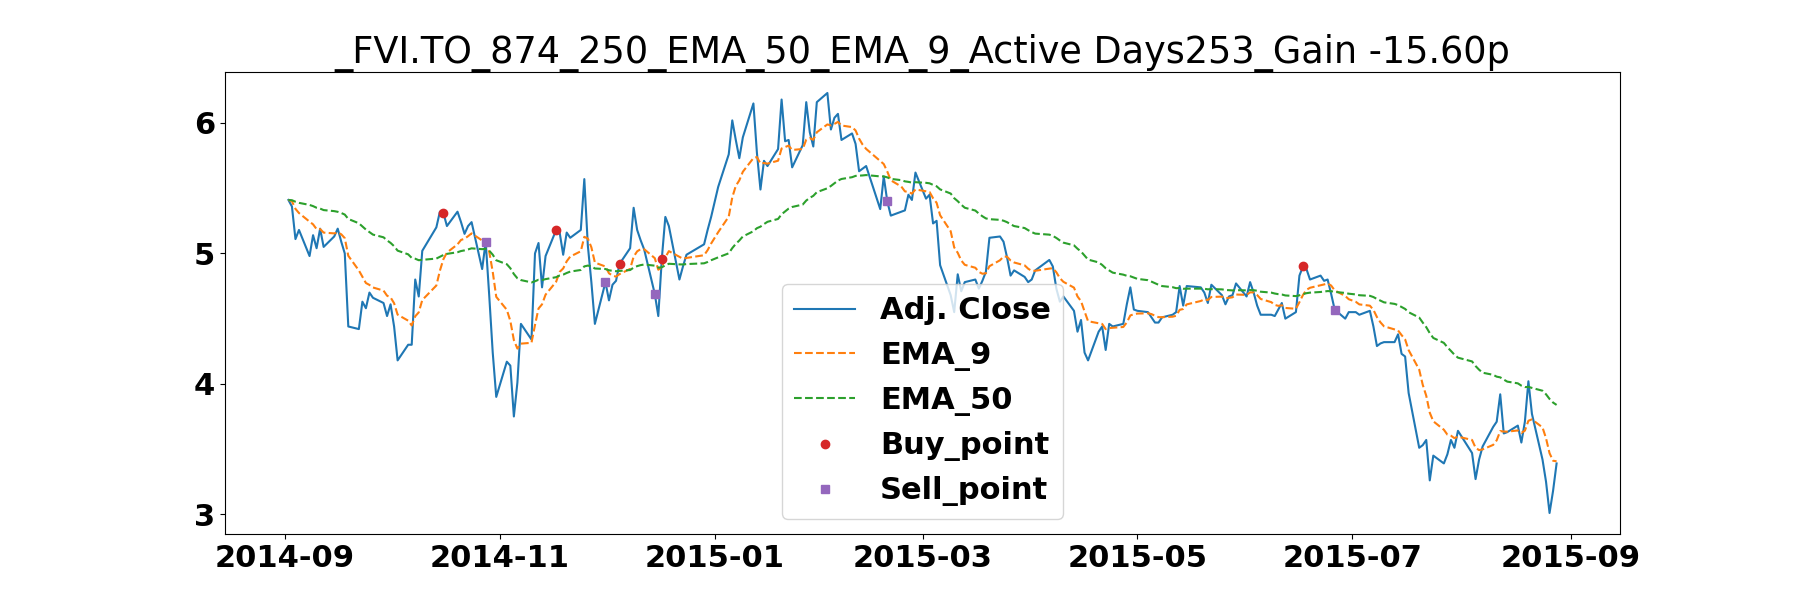 _FVI.TO_874_250_EMA_50_EMA_9_Active Days253_Gain -15.60p
6
5
4
3
Adj. Close
EMA_9
EMA_50
Buy_point
Sell_point
2014-09 2014-11 2015-01 2015-03 2015-05 2015-07 2015-09